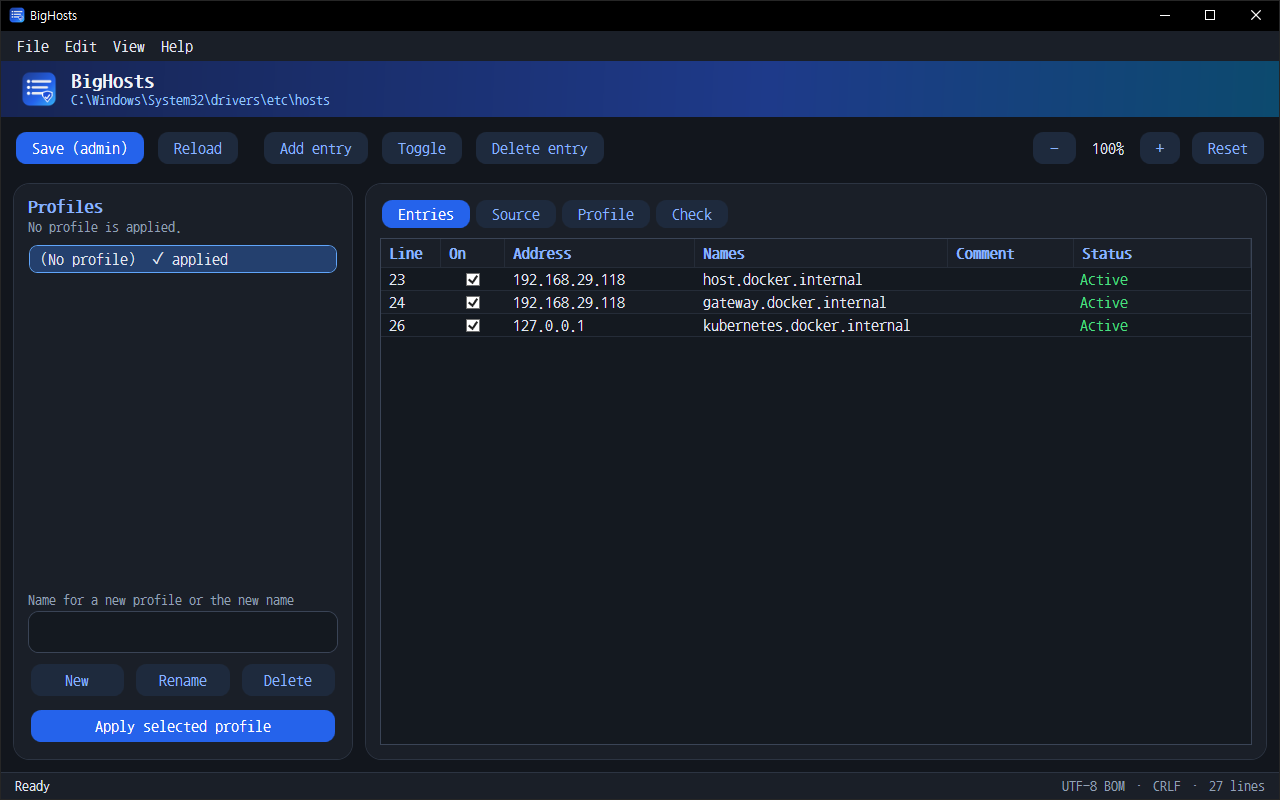 BigHosts
File Edit View Help
BigHosts
C:\Windows\System32\drivers\etc\hosts
Save (admin) Reload Add entry Toggle Delete entry − 100% + Reset
Profiles
No profile is applied.
(No profile) ✓ applied
Name for a new profile or the new name
New Rename Delete
Apply selected profile
Entries Source Profile Check
Line On Address Names Comment Status
23 192.168.29.118 host.docker.internal Active
24 192.168.29.118 gateway.docker.internal Active
26 127.0.0.1 kubernetes.docker.internal Active
Ready UTF-8 BOM · CRLF · 27 lines